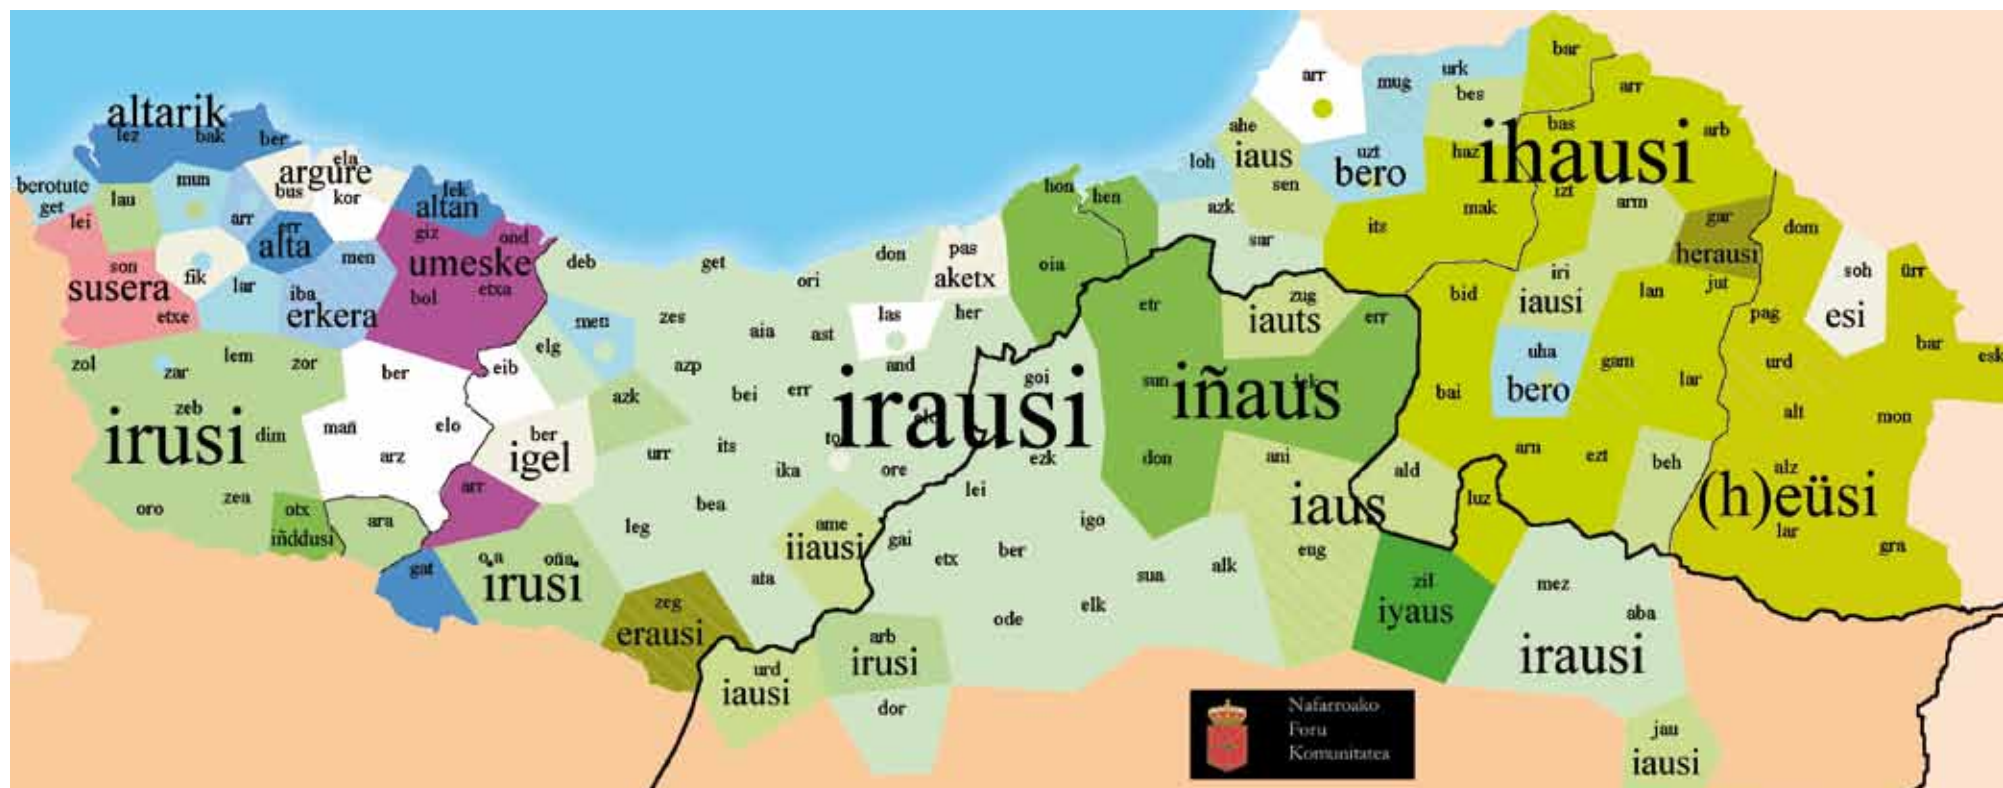 altarik
lez
bak
ber
berotute
get
lei
lau
mun
arr
bus
ela
argure
kor
err
alta
fek
altan
giz
ond
umeske
bol
etxa
son
susera
etxe
fik
lar
men
iba
erkera
zol
zar
lem
zor
zeb
irusi
dim
oro
zea
otx
iñddusi
ara
ber
mañ
elo
arz
eib
elg
ber
igel
arr
gat
oña
irusi
deb
get
ori
don
pas
aketx
her
men
zes
aia
ast
las
and
azk
azp
bei
err
irausi
urr
its
ika
ore
bea
leg
ata
ame
iiausi
zeg
erausi
urd
iausi
arb
irusi
dor
hon
hen
oia
goi
ezk
lei
igo
gai
etx
ber
ode
elk
sua
alk
etr
sun
iñaus
don
zug
iauts
err
ani
iaus
eug
ald
luz
zil
iyaus
mez
aba
irausi
jau
iausi
arr
mug
urk
bes
bar
ahe
iaus
sen
loh
azk
sar
uzt
bero
haz
bas
ihausi
izt
mak
its
arr
arb
arm
gar
herausi
jut
iri
iausi
lan
bid
uha
bero
gam
lar
bai
arn
ezt
beh
dom
soh
esi
ürr
pag
urd
bar
esk
alt
mon
alz
(h)eüsi
lar
gra
Nafarroako
Foru
Komunitatea